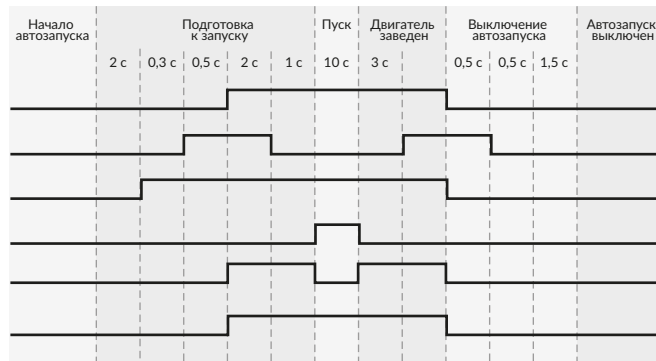 Начало
автозапуска
Подготовка
к запуску
Пуск
Двигатель
заведен
Выключение
автозапуска
Автозапуск
выключен
2 с
0,3 с
0,5 с
2 с
1 с
10 с
3 с
0,5 с
0,5 с
1,5 с